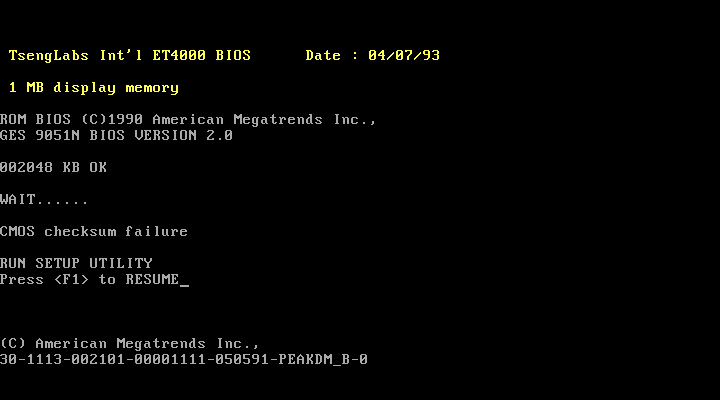 TsengLabs Int'l ET4000 BIOS      Date : 04/07/93
1 MB display memory
ROM BIOS (C)1990 American Megatrends Inc.,
GES 9051N BIOS VERSION 2.0
002048 KB OK
WAIT......
CMOS checksum failure
RUN SETUP UTILITY
Press <F1> to RESUME_
(C) American Megatrends Inc.,
30-1113-002101-00001111-050591-PEAKDM_B-0